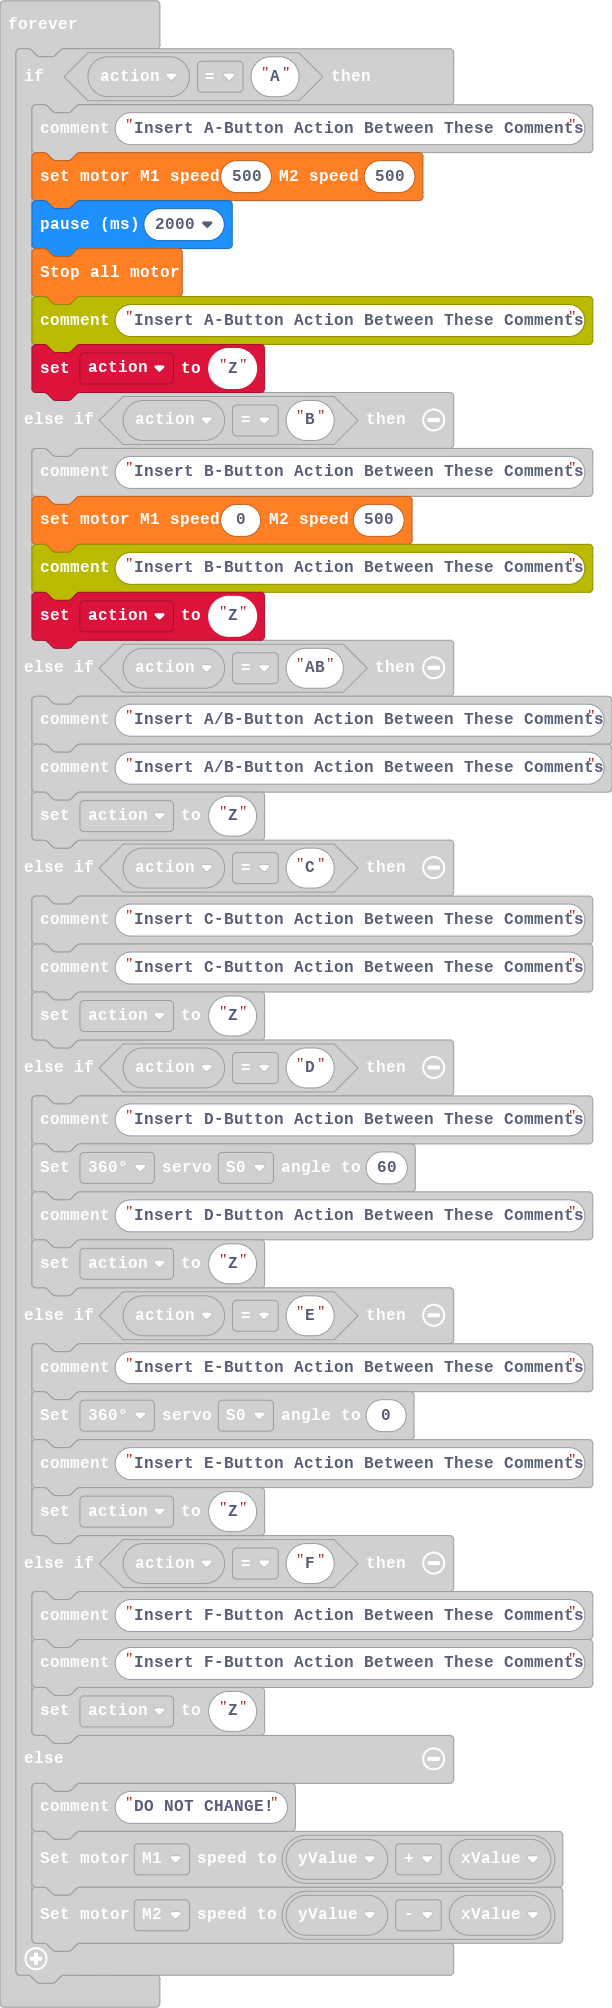 forever
if action = "A" then
comment "Insert A-Button Action Between These Comments"
set motor M1 speed 500 M2 speed 500
pause (ms) 2000
Stop all motor
comment "Insert A-Button Action Between These Comments"
set action to "Z"
else if action = "B" then
comment "Insert B-Button Action Between These Comments"
set motor M1 speed 0 M2 speed 500
comment "Insert B-Button Action Between These Comments"
set action to "Z"
else if action = "AB" then
comment "Insert A/B-Button Action Between These Comments"
comment "Insert A/B-Button Action Between These Comments"
set action to "Z"
else if action = "C" then
comment "Insert C-Button Action Between These Comments"
comment "Insert C-Button Action Between These Comments"
set action to "Z"
else if action = "D" then
comment "Insert D-Button Action Between These Comments"
Set 360° servo S0 angle to 60
comment "Insert D-Button Action Between These Comments"
set action to "Z"
else if action = "E" then
comment "Insert E-Button Action Between These Comments"
Set 360° servo S0 angle to 0
comment "Insert E-Button Action Between These Comments"
set action to "Z"
else if action = "F" then
comment "Insert F-Button Action Between These Comments"
comment "Insert F-Button Action Between These Comments"
set action to "Z"
else
comment "DO NOT CHANGE!"
Set motor M1 speed to yValue + xValue
Set motor M2 speed to yValue - xValue